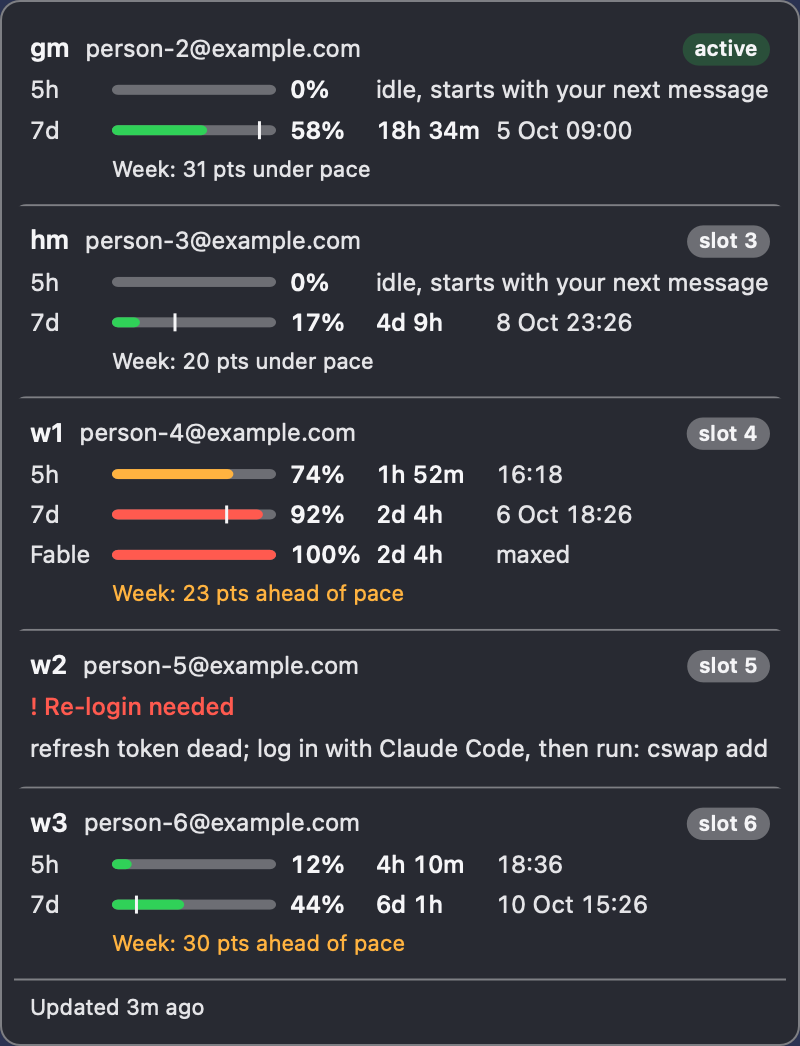 gm person-2@example.com active
5h 0% idle, starts with your next message
7d 58% 18h 34m 5 Oct 09:00
Week: 31 pts under pace
hm person-3@example.com slot 3
5h 0% idle, starts with your next message
7d 17% 4d 9h 8 Oct 23:26
Week: 20 pts under pace
w1 person-4@example.com slot 4
5h 74% 1h 52m 16:18
7d 92% 2d 4h 6 Oct 18:26
Fable 100% 2d 4h maxed
Week: 23 pts ahead of pace
w2 person-5@example.com slot 5
! Re-login needed
refresh token dead; log in with Claude Code, then run: cswap add
w3 person-6@example.com slot 6
5h 12% 4h 10m 18:36
7d 44% 6d 1h 10 Oct 15:26
Week: 30 pts ahead of pace
Updated 3m ago